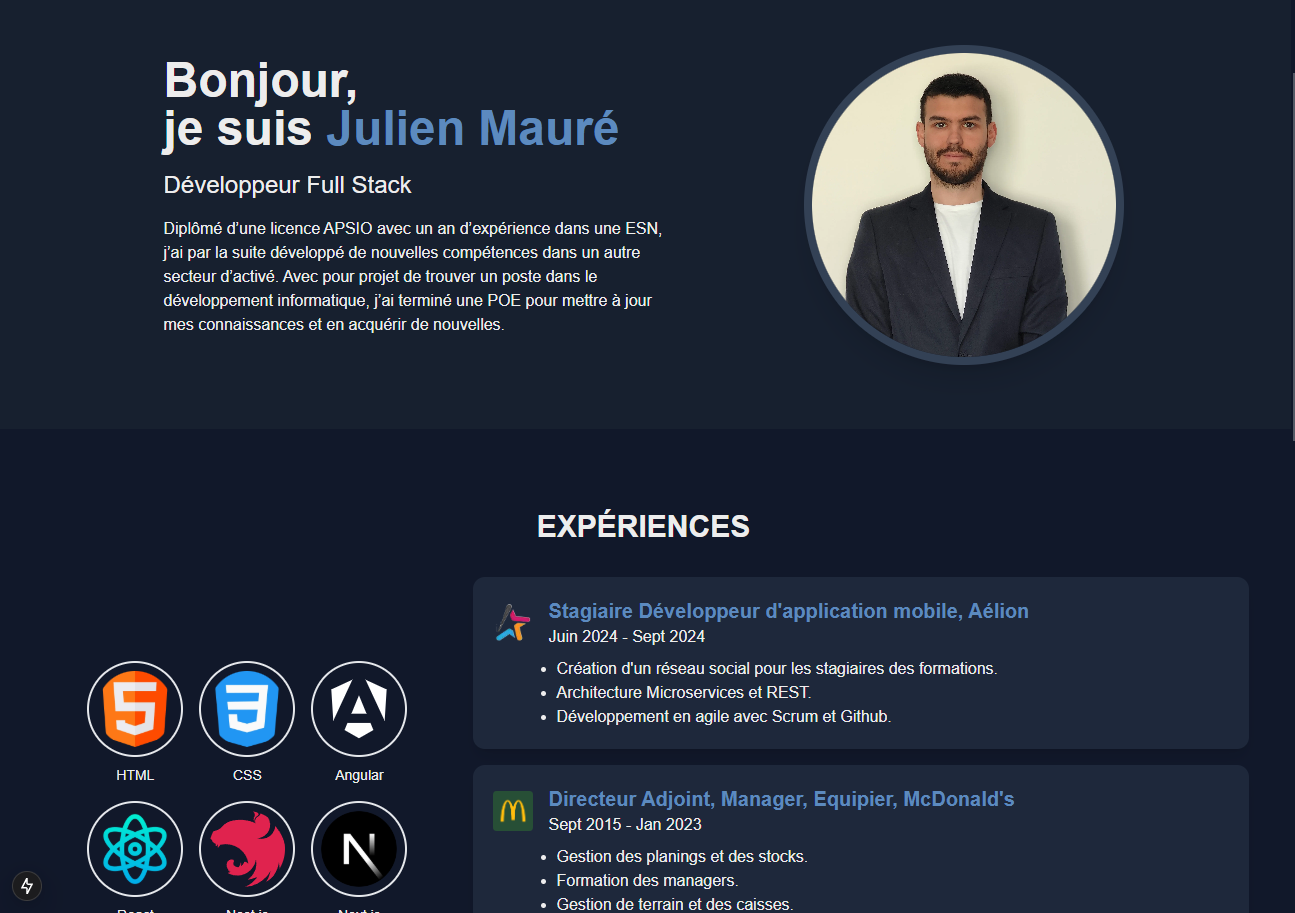 Bonjour,
je suis Julien Mauré
Développeur Full Stack
Diplômé d’une licence APSIO avec un an d’expérience dans une ESN,
j’ai par la suite développé de nouvelles compétences dans un autre
secteur d’activé. Avec pour projet de trouver un poste dans le
développement informatique, j’ai terminé une POE pour mettre à jour
mes connaissances et en acquérir de nouvelles.
EXPÉRIENCES
Stagiaire Développeur d'application mobile, Aélion
Juin 2024 - Sept 2024
Création d'un réseau social pour les stagiaires des formations.
Architecture Microservices et REST.
Développement en agile avec Scrum et Github.
HTML
CSS
Angular
Directeur Adjoint, Manager, Equipier, McDonald's
Sept 2015 - Jan 2023
Gestion des planings et des stocks.
Formation des managers.
Gestion de terrain et des caisses.